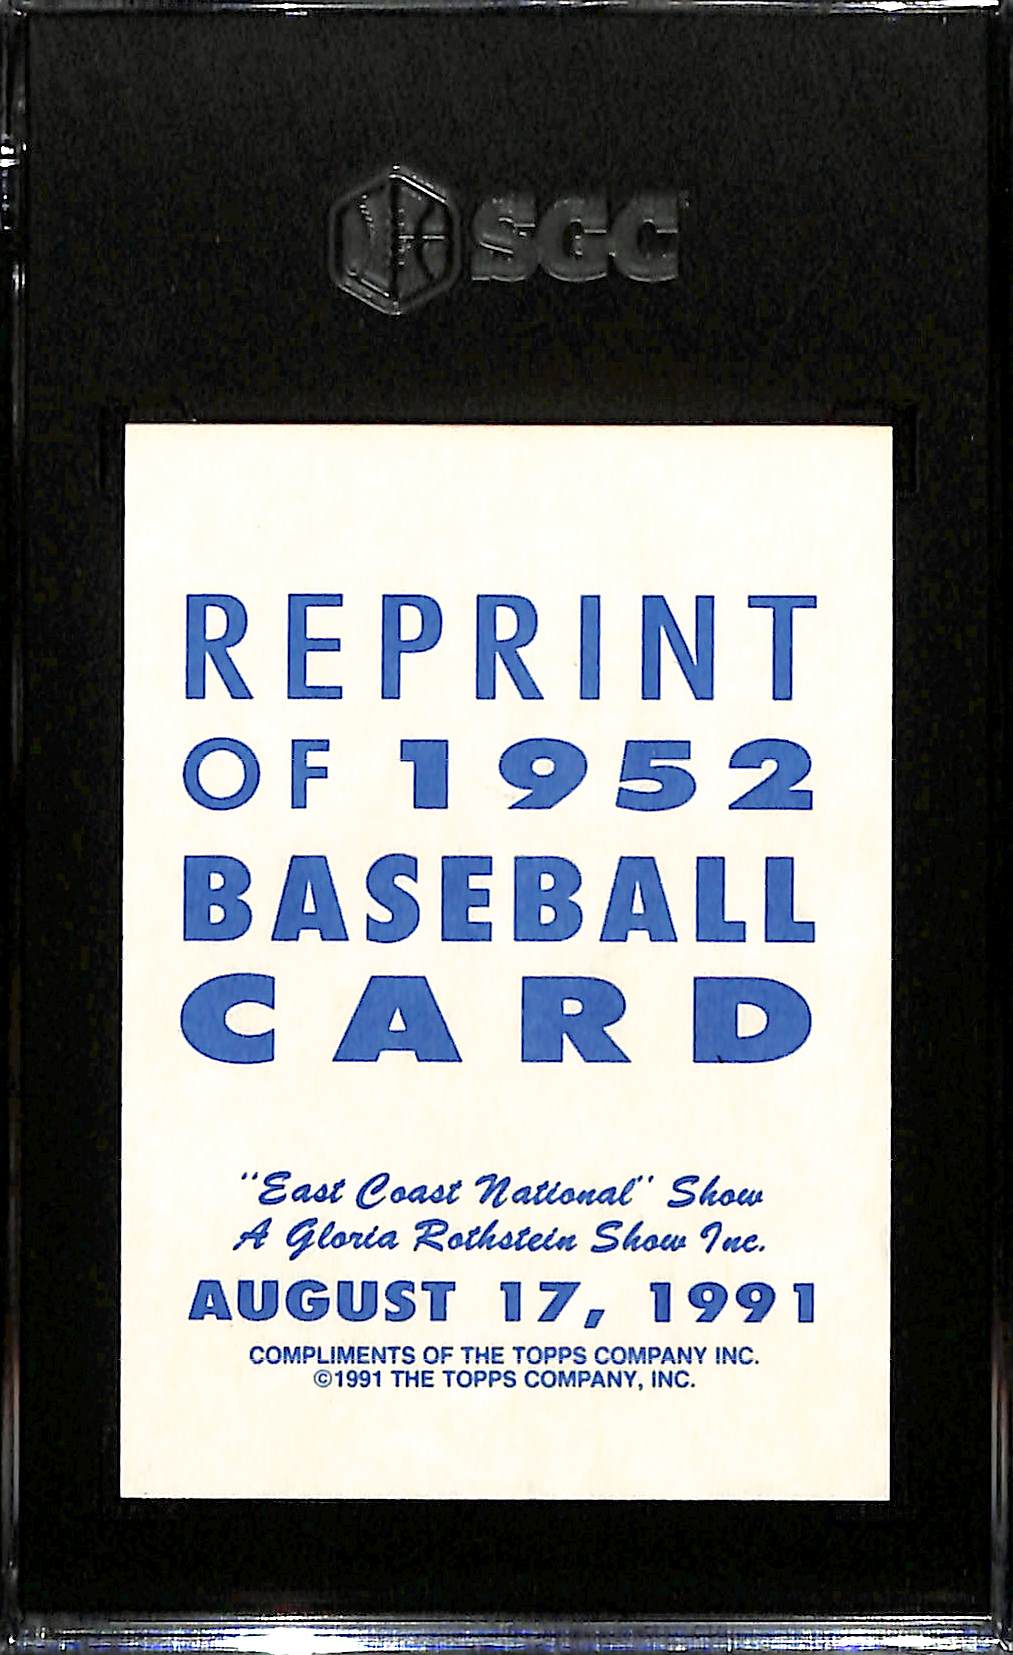 SGC
REPRINT
OF 1952
BASEBALL
CARD
"East Coast National" Show
A Gloria Rothstein Show Inc.
AUGUST 17, 1991
COMPLIMENTS OF THE TOPPS COMPANY INC.
©1991 THE TOPPS COMPANY, INC.